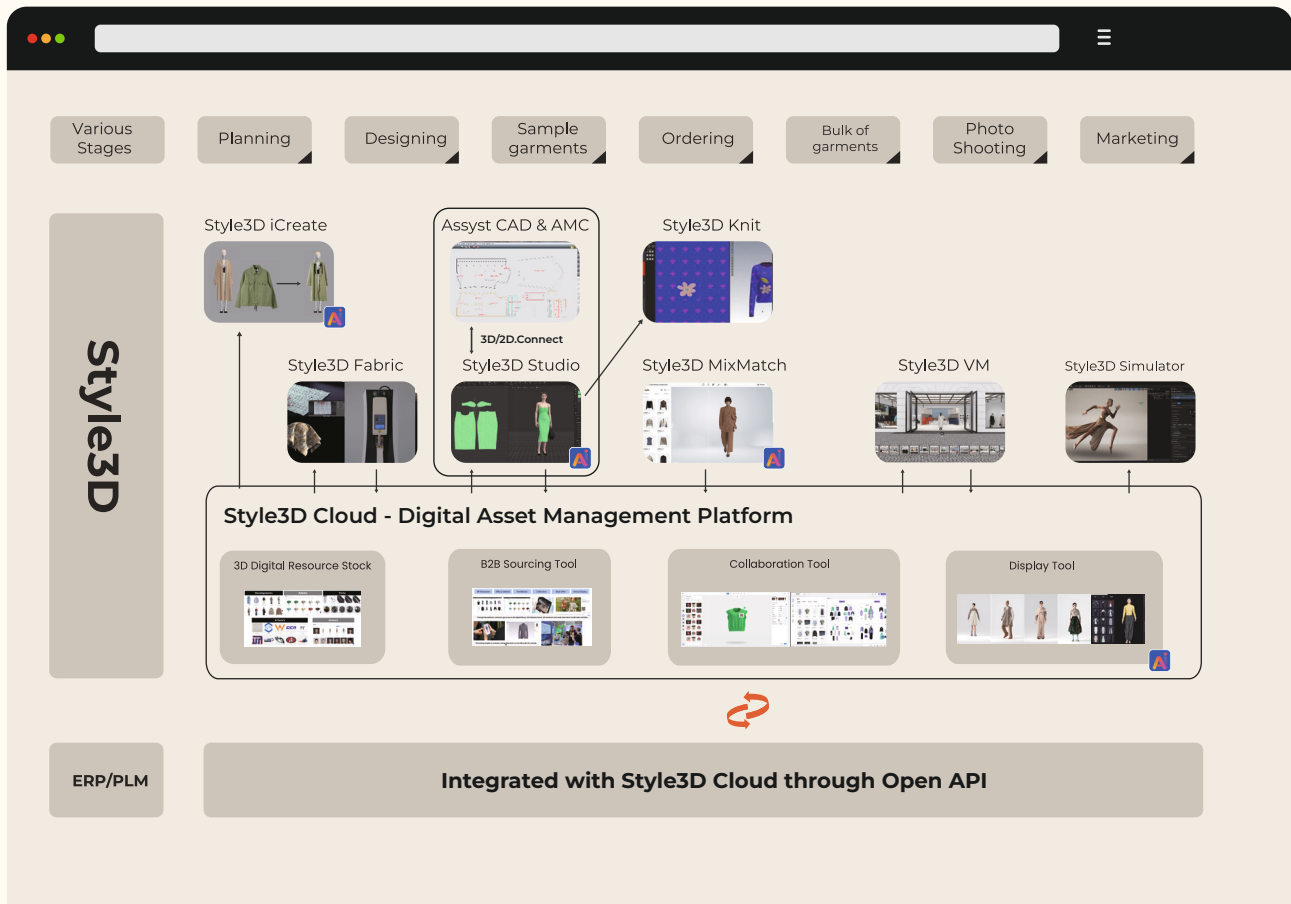 Various
Stages
Planning
Designing
Sample
garments
Ordering
Bulk of
garments
Photo
Shooting
Marketing
Style3D
Style3D iCreate
Assyst CAD & AMC
Style3D Knit
3D/2D.Connect
Style3D Fabric
Style3D Studio
Style3D MixMatch
Style3D VM
Style3D Simulator
Style3D Cloud - Digital Asset Management Platform
3D Digital Resource Stock
B2B Sourcing Tool
Collaboration Tool
Display Tool
ERP/PLM
Integrated with Style3D Cloud through Open API